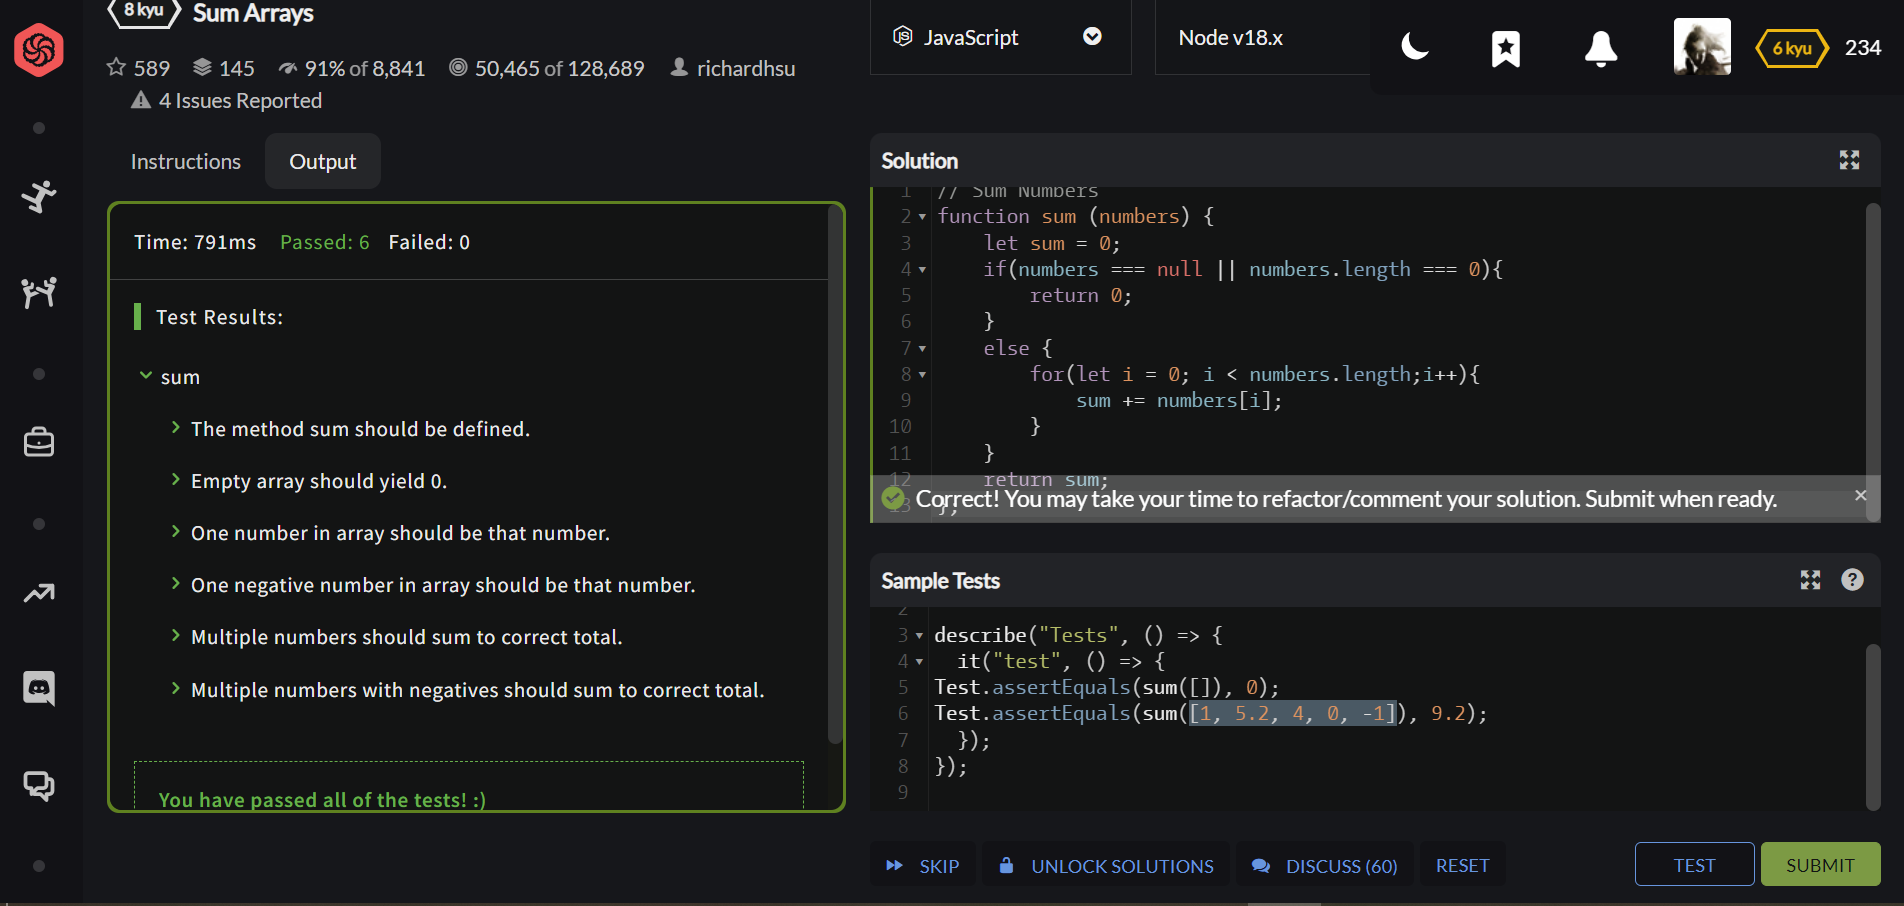 8 kyu Sum Arrays
589 145 91% of 8,841 50,465 of 128,689 richardhsu
4 Issues Reported
JavaScript
Node v18.x
6 kyu 234
Instructions Output
Time: 791ms Passed: 6 Failed: 0
Test Results:
sum
The method sum should be defined.
Empty array should yield 0.
One number in array should be that number.
One negative number in array should be that number.
Multiple numbers should sum to correct total.
Multiple numbers with negatives should sum to correct total.
You have passed all of the tests! :)
Solution
1 // Sum Numbers
2 function sum (numbers) {
3 let sum = 0;
4 if(numbers === null || numbers.length === 0){
5 return 0;
6 }
7 else {
8 for(let i = 0; i < numbers.length;i++){
9 sum += numbers[i];
10 }
11 }
12 return sum;
13 };
Correct! You may take your time to refactor/comment your solution. Submit when ready. ×
Sample Tests
2
3 describe("Tests", () => {
4 it("test", () => {
5 Test.assertEquals(sum([]), 0);
6 Test.assertEquals(sum([1, 5.2, 4, 0, -1]), 9.2);
7 });
8 });
9
SKIP UNLOCK SOLUTIONS DISCUSS (60) RESET TEST SUBMIT